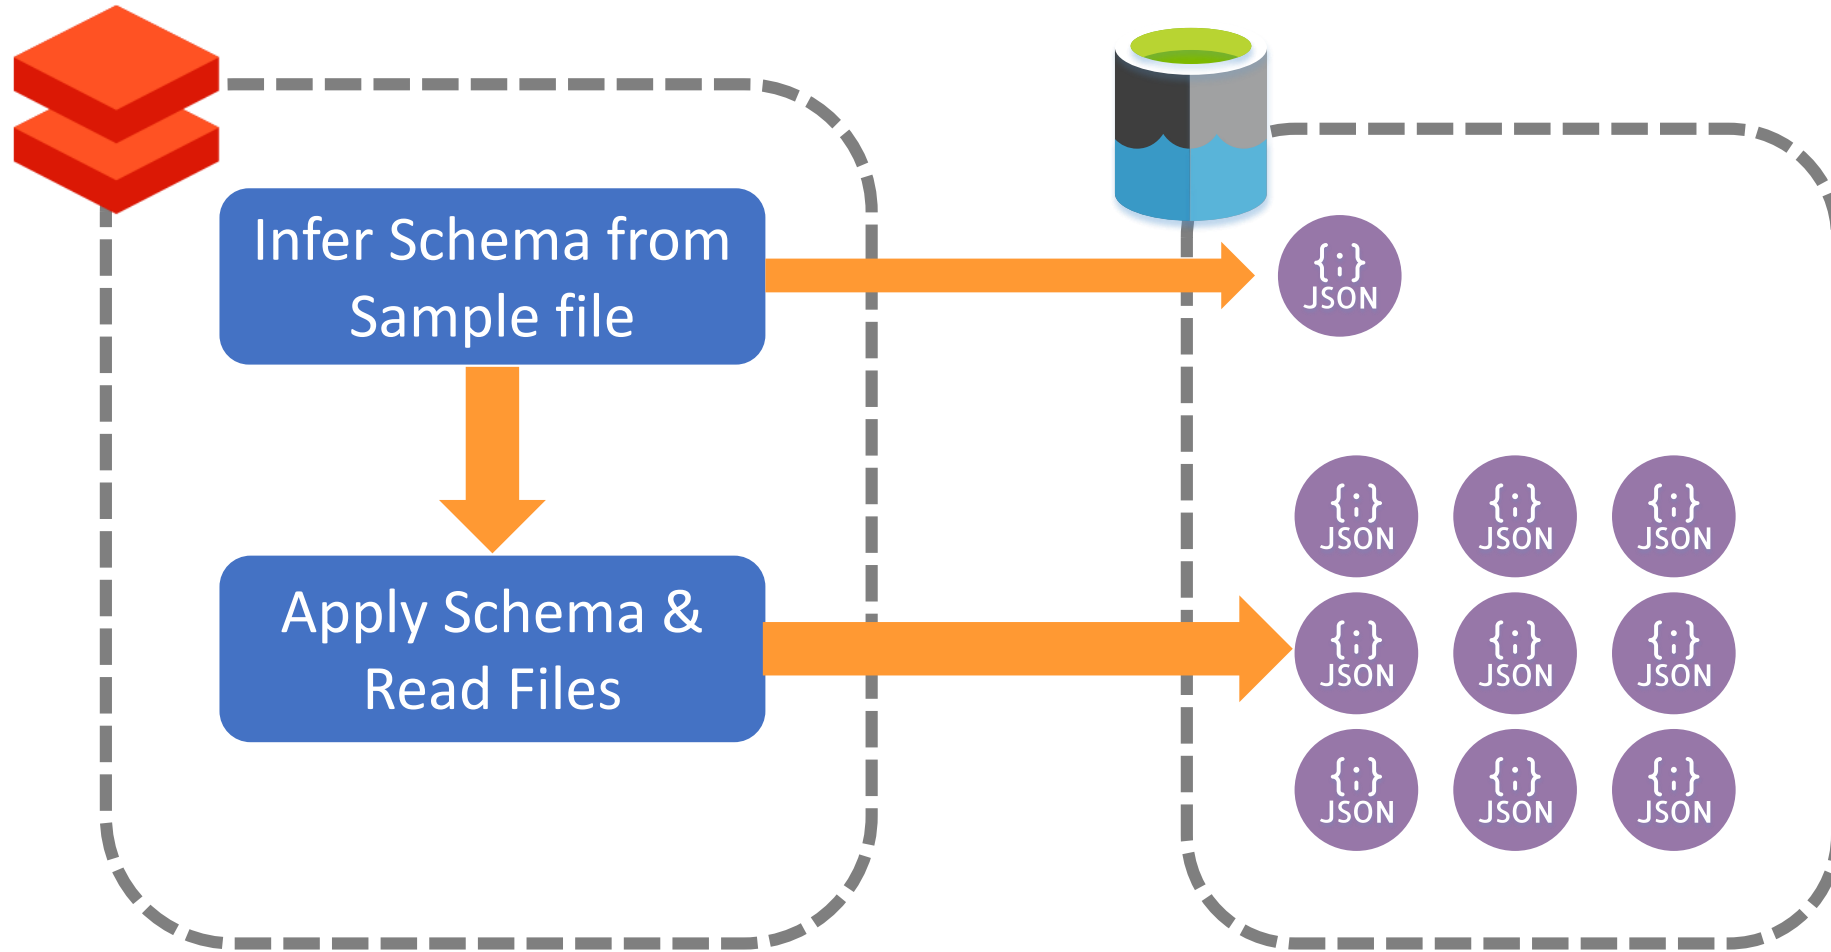 Infer Schema from
Sample file
{;}
JSON
Apply Schema &
Read Files
{;} {;} {;}
JSON JSON JSON
{;} {;} {;}
JSON JSON JSON
{;} {;} {;}
JSON JSON JSON